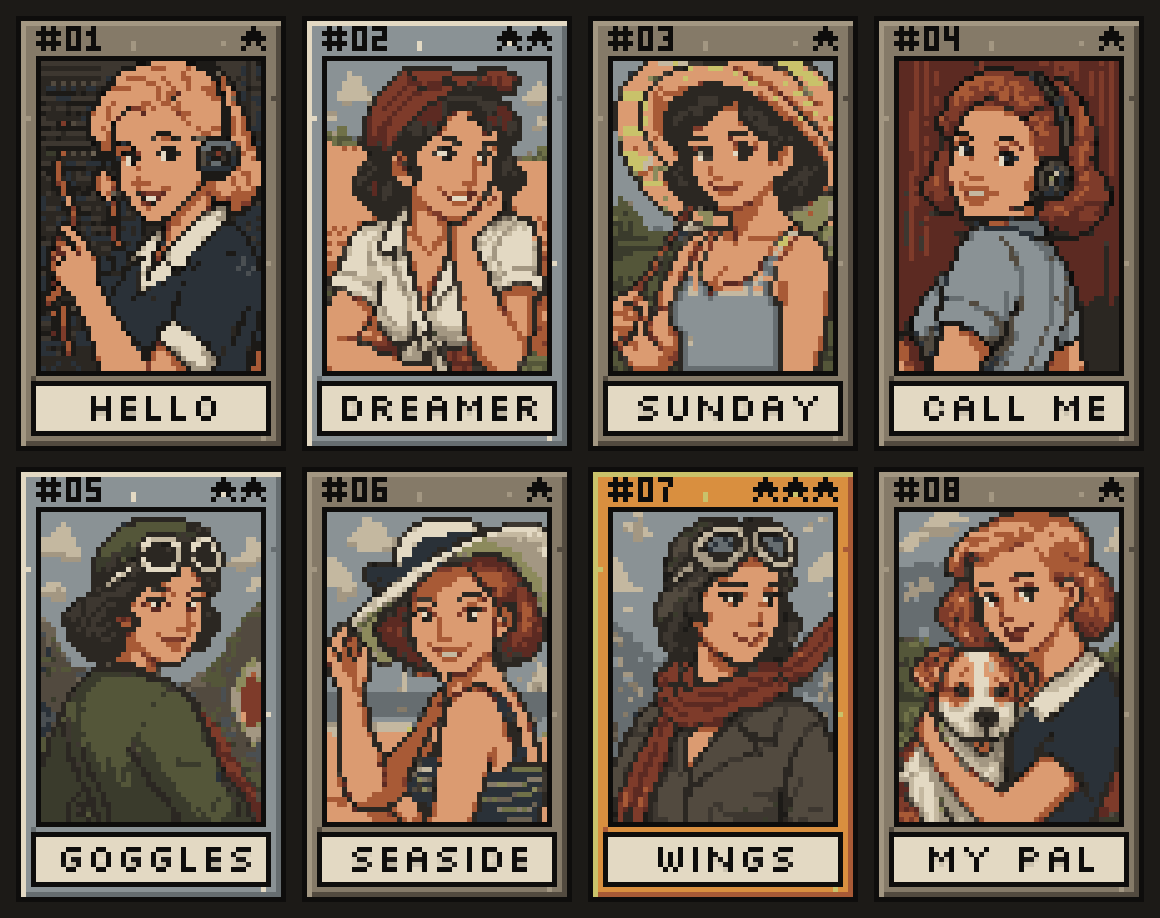 #01
HELLO
#02
DREAMER
#03
SUNDAY
#04
CALL ME
#05
GOGGLES
#06
SEASIDE
#07
WINGS
#08
MY PAL